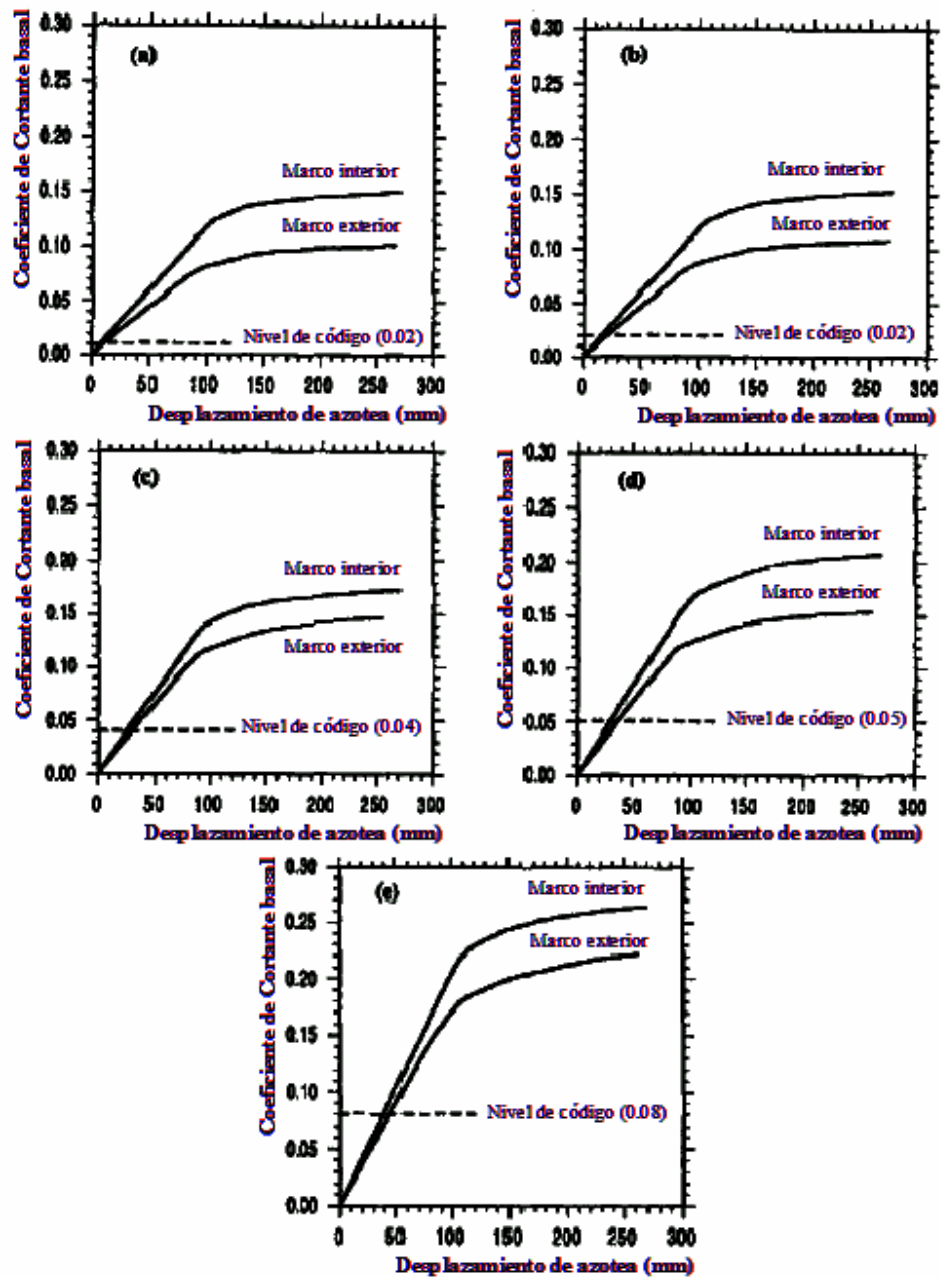 (a)
Coeficiente de Cortante basal
0.30
0.25
0.20
0.15
0.10
0.05
0.00
Marco interior
Marco exterior
Nivel de código (0.02)
0 50 100 150 200 250 300
Desplazamiento de azotea (mm)
(b)
Coeficiente de Cortante basal
0.30
0.25
0.20
0.15
0.10
0.05
0.00
Marco interior
Marco exterior
Nivel de código (0.02)
0 50 100 150 200 250 300
Desplazamiento de azotea (mm)
(c)
Coeficiente de Cortante basal
0.30
0.25
0.20
0.15
0.10
0.05
0.00
Marco interior
Marco exterior
Nivel de código (0.04)
0 50 100 150 200 250 300
Desplazamiento de azotea (mm)
(d)
Coeficiente de Cortante basal
0.30
0.25
0.20
0.15
0.10
0.05
0.00
Marco interior
Marco exterior
Nivel de código (0.05)
0 50 100 150 200 250 300
Desplazamiento de azotea (mm)
(e)
Coeficiente de Cortante basal
0.30
0.25
0.20
0.15
0.10
0.05
0.00
Marco interior
Marco exterior
Nivel de código (0.08)
0 50 100 150 200 250 300
Desplazamiento de azotea (mm)